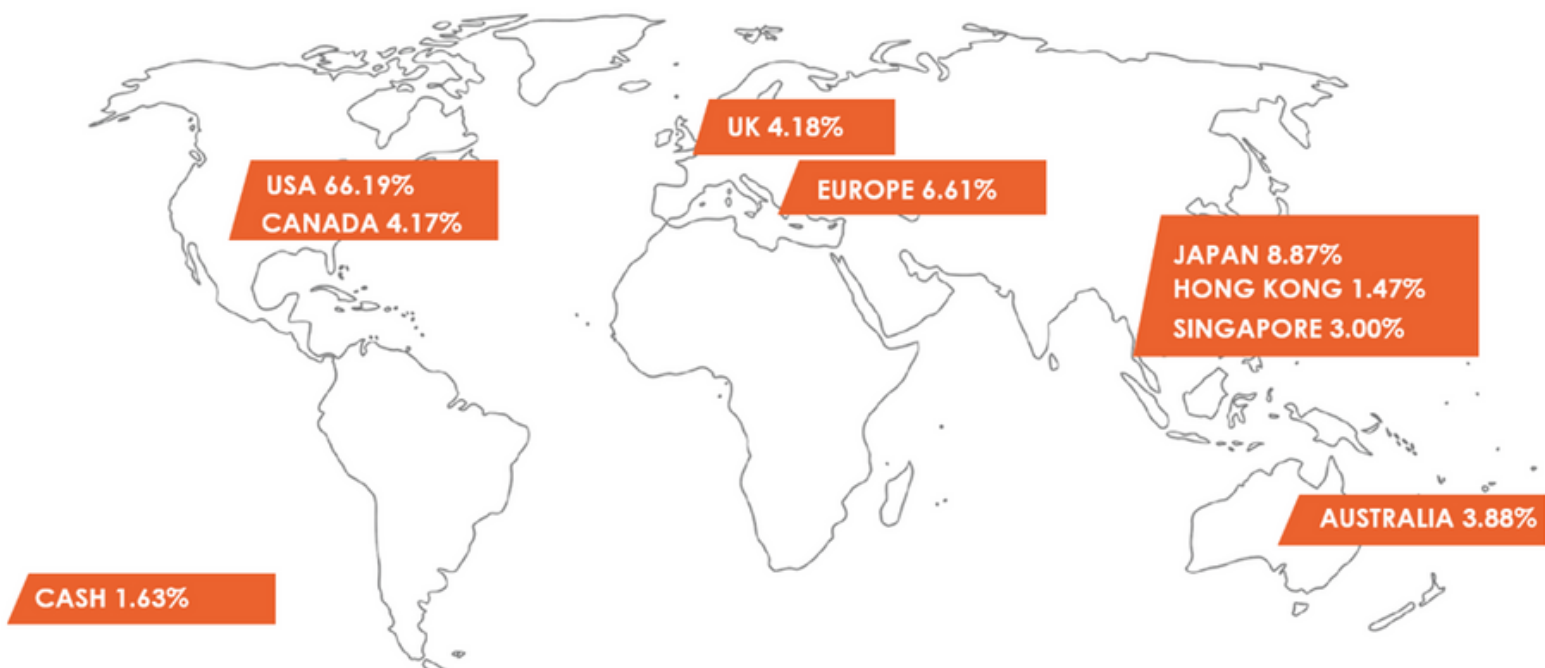 UK 4.18%
USA 66.19%
CANADA 4.17%
EUROPE 6.61%
JAPAN 8.87%
HONG KONG 1.47%
SINGAPORE 3.00%
AUSTRALIA 3.88%
CASH 1.63%